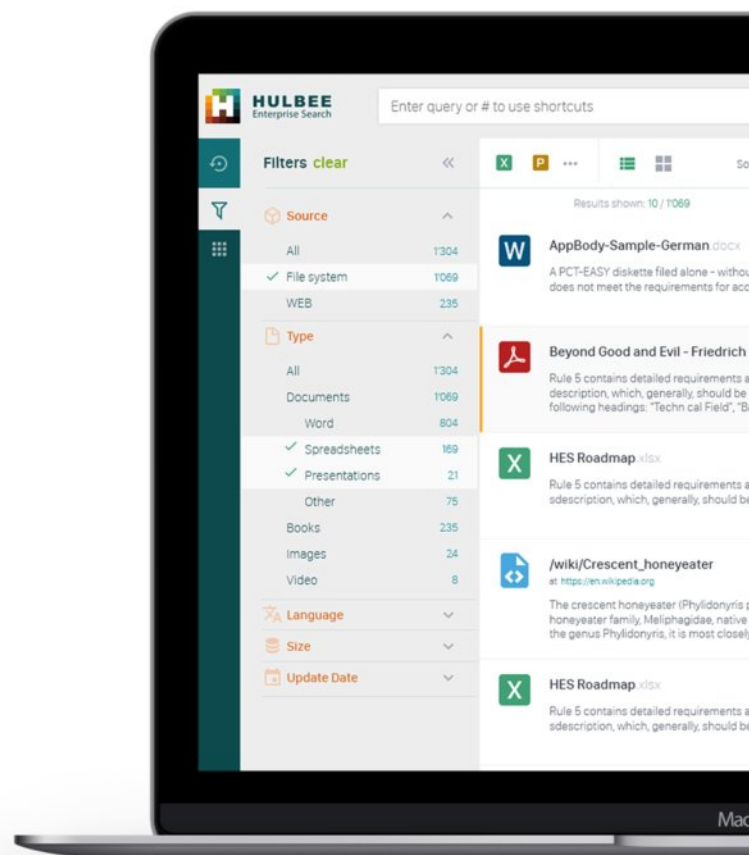 HULBEE
Enterprise Search
Enter query or # to use shortcuts
Filters clear
X P
So
Results shown: 10 / 1'069
Source
All 1'304
File system 1'069
WEB 235
Type
All 1'304
Documents 1'069
Word 804
Spreadsheets 169
Presentations 21
Other 75
Books 235
Images 24
Video 8
Language
Size
Update Date
W
AppBody-Sample-German.docx
A PCT-EASY diskette filed alone – withou
does not meet the requirements for acc
Beyond Good and Evil - Friedrich
Rule 5 contains detailed requirements a
description, which, generally, should be
following headings: "Techn cal Field", "B
X
HES Roadmap.xlsx
Rule 5 contains detailed requirements a
sdescription, which, generally, should be
/wiki/Crescent_honeyeater
at https://en.wikipedia.org
The crescent honeyeater (Phylidonyris p
honeyeater family, Meliphagidae, native
the genus Phylidonyris, it is most closely
X
HES Roadmap.xlsx
Rule 5 contains detailed requirements a
sdescription, which, generally, should be
Mac